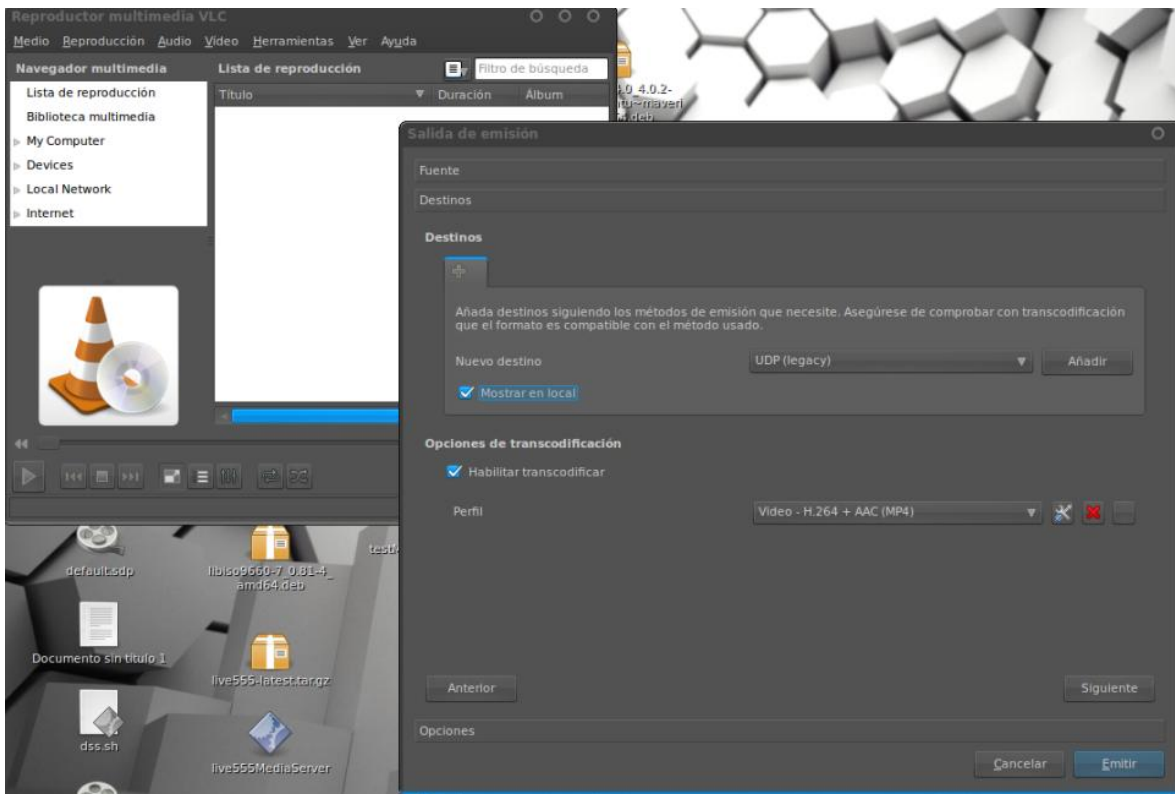 Reproductor multimedia VLC
Medio Reproducción Audio Vídeo Herramientas Ver Ayuda
Navegador multimedia
Lista de reproducción
Filtro de búsqueda
Lista de reproducción
Biblioteca multimedia
My Computer
Devices
Local Network
Internet
Título Duración Álbum
Salida de emisión
Fuente
Destinos
Destinos
Añada destinos siguiendo los métodos de emisión que necesite. Asegúrese de comprobar con transcodificación
que el formato es compatible con el método usado.
Nuevo destino UDP (legacy) Añadir
Mostrar en local
Opciones de transcodificación
Habilitar transcodificar
Perfil Video - H.264 + AAC (MP4)
Anterior Siguiente
Opciones
Cancelar Emitir
default.sdp
libiso9660-7_0.81-4_
amd64.deb
Documento sin título 1
live555-latest.tar.gz
dss.sh
live555MediaServer